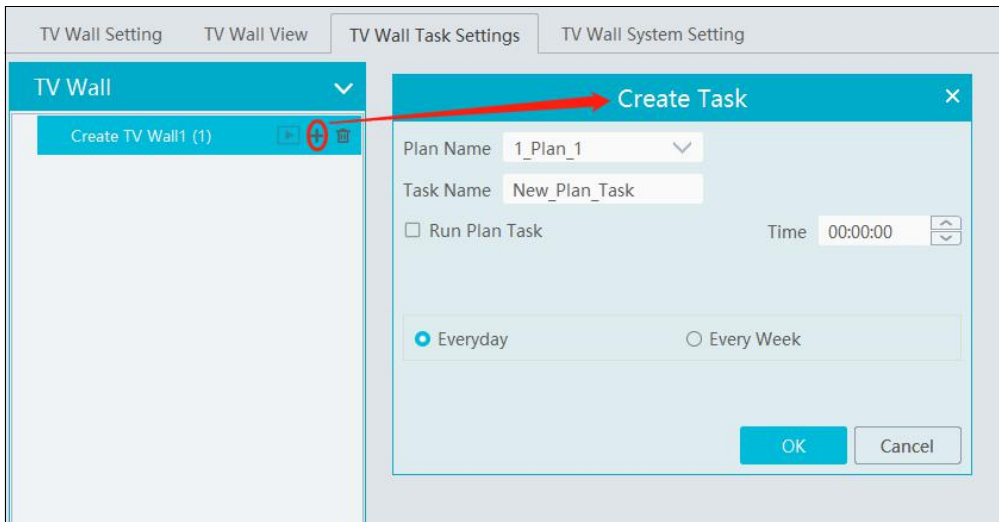 TV Wall Setting TV Wall View TV Wall Task Settings TV Wall System Setting
TV Wall
Create TV Wall1 (1)
Create Task
Plan Name 1_Plan_1
Task Name New_Plan_Task
Run Plan Task Time 00:00:00
Everyday Every Week
OK Cancel